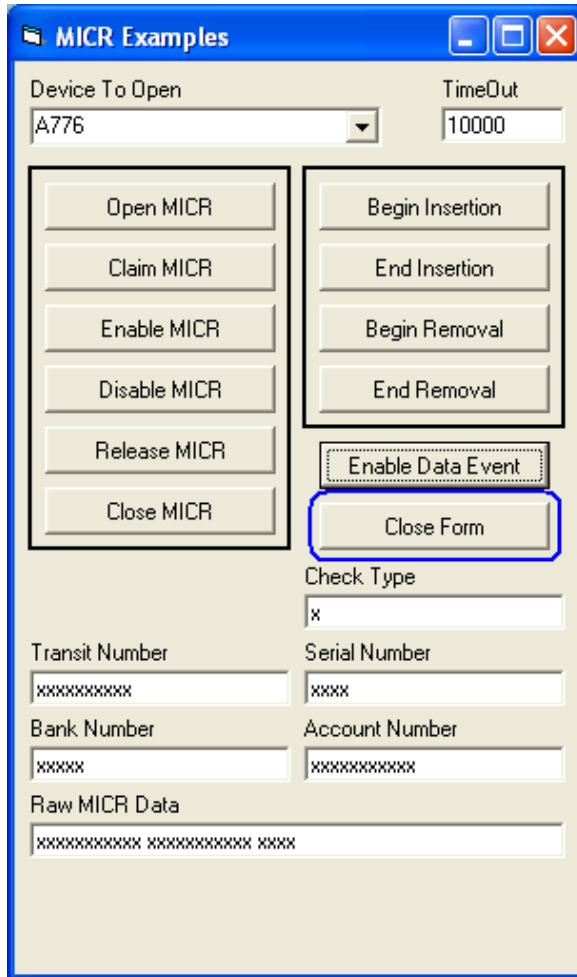 MICR Examples
Device To Open TimeOut
A776 10000
Open MICR Begin Insertion
Claim MICR End Insertion
Enable MICR Begin Removal
Disable MICR End Removal
Release MICR Enable Data Event
Close MICR Close Form
Check Type
x
Transit Number Serial Number
xxxxxxxxxx xxxx
Bank Number Account Number
xxxxx xxxxxxxxxxx
Raw MICR Data
xxxxxxxxxxx xxxxxxxxxxx xxxx